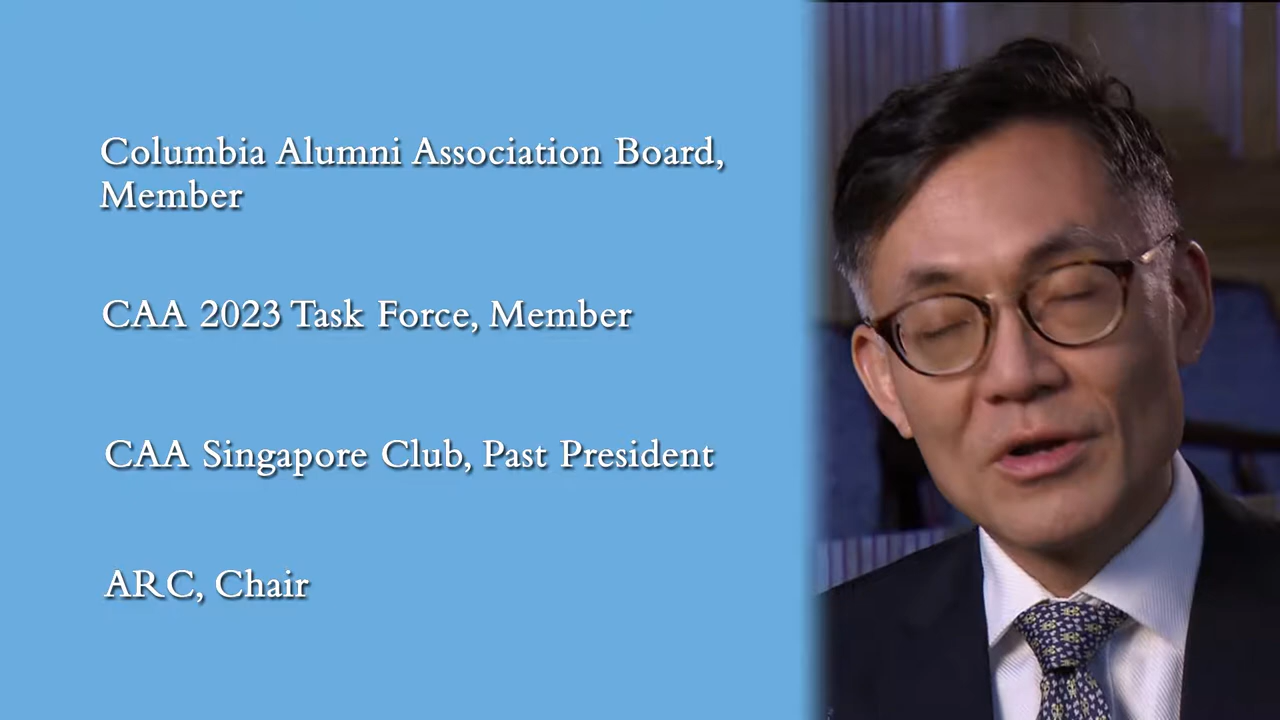 Columbia Alumni Association Board,
Member
CAA 2023 Task Force, Member
CAA Singapore Club, Past President
ARC, Chair